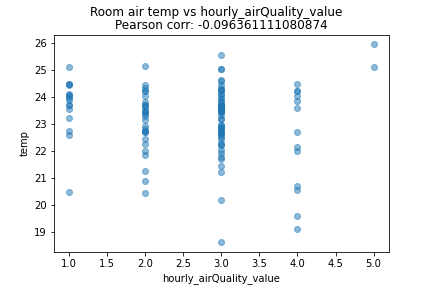 Room air temp vs hourly_airQuality_value
Pearson corr: -0.096361111080874
26
25
24
23
22
21
20
19
temp
1.0 1.5 2.0 2.5 3.0 3.5 4.0 4.5 5.0
hourly_airQuality_value